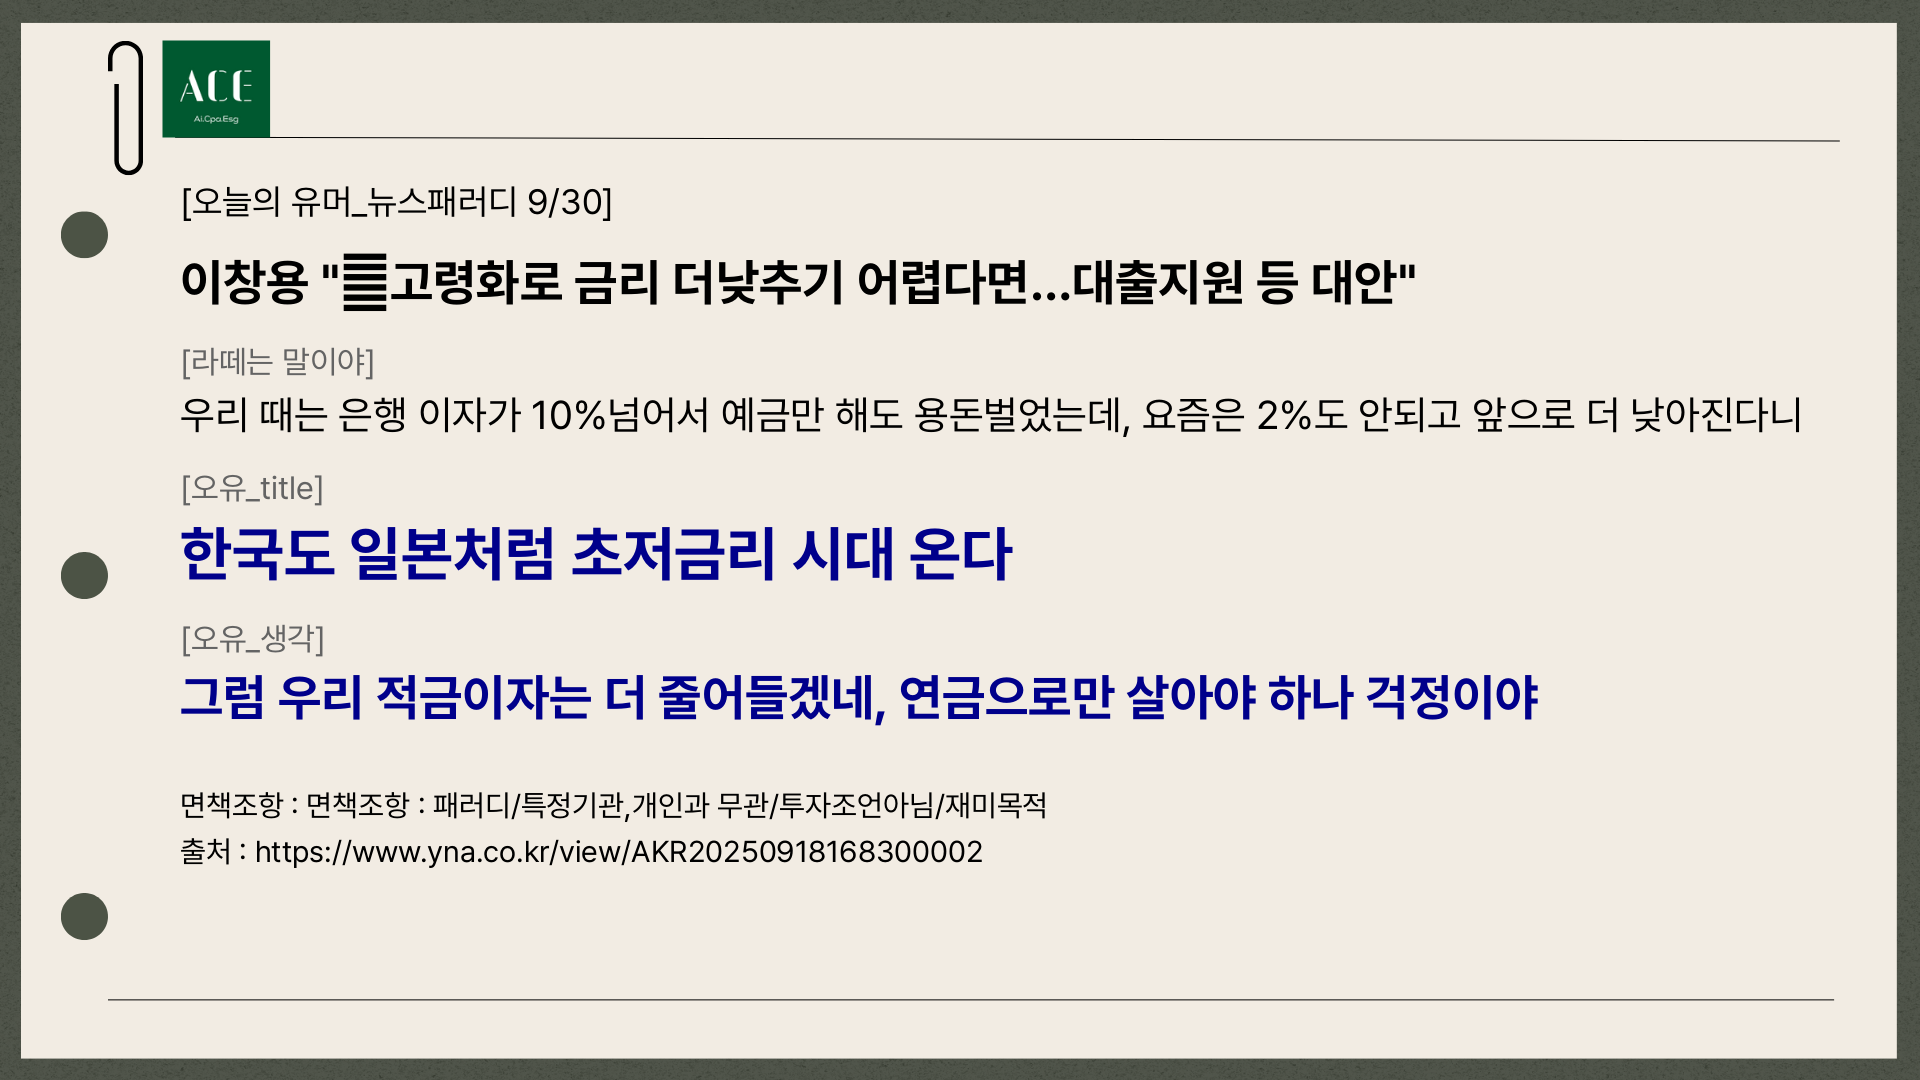 ACE
Ai.Cpa.Esg
[오늘의 유머_뉴스패러디 9/30]
이창용 "䷀고령화로 금리 더낮추기 어렵다면…대출지원 등 대안"
[라떼는 말이야]
우리 때는 은행 이자가 10%넘어서 예금만 해도 용돈벌었는데, 요즘은 2%도 안되고 앞으로 더 낮아진다니
[오유_title]
한국도 일본처럼 초저금리 시대 온다
[오유_생각]
그럼 우리 적금이자는 더 줄어들겠네, 연금으로만 살아야 하나 걱정이야
면책조항 : 면책조항 : 패러디/특정기관,개인과 무관/투자조언아님/재미목적
출처 : https://www.yna.co.kr/view/AKR20250918168300002